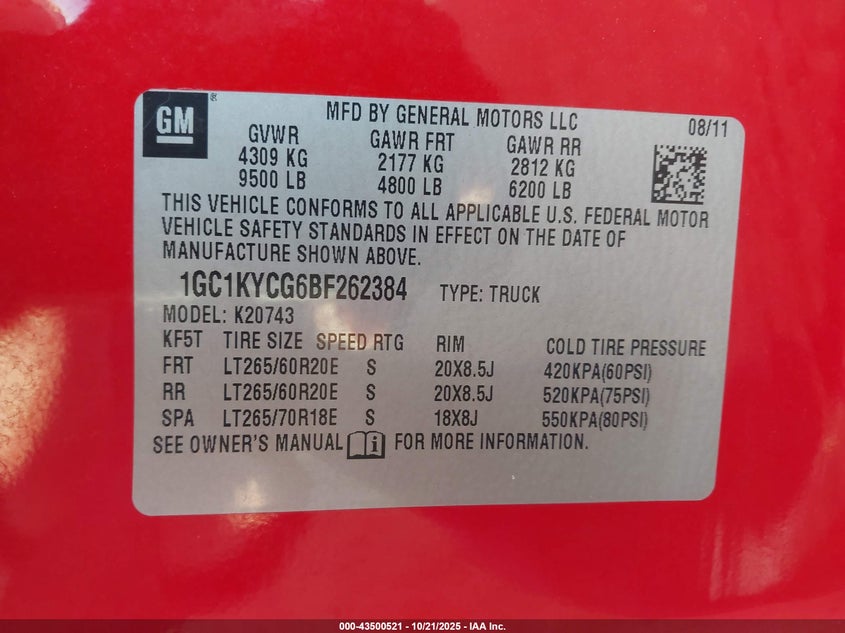 GM ®
MFD BY GENERAL MOTORS LLC 08/11
GVWR GAWR FRT GAWR RR
4309 KG 2177 KG 2812 KG
9500 LB 4800 LB 6200 LB
THIS VEHICLE CONFORMS TO ALL APPLICABLE U.S. FEDERAL MOTOR
VEHICLE SAFETY STANDARDS IN EFFECT ON THE DATE OF
MANUFACTURE SHOWN ABOVE.
1GC1KYCG6BF262384 TYPE: TRUCK
MODEL: K20743
KF5T TIRE SIZE SPEED RTG RIM COLD TIRE PRESSURE
FRT LT265/60R20E S 20X8.5J 420KPA(60PSI)
RR LT265/60R20E S 20X8.5J 520KPA(75PSI)
SPA LT265/70R18E S 18X8J 550KPA(80PSI)
SEE OWNER'S MANUAL i FOR MORE INFORMATION.
000-43500521 - 10/21/2025 - IAA Inc.